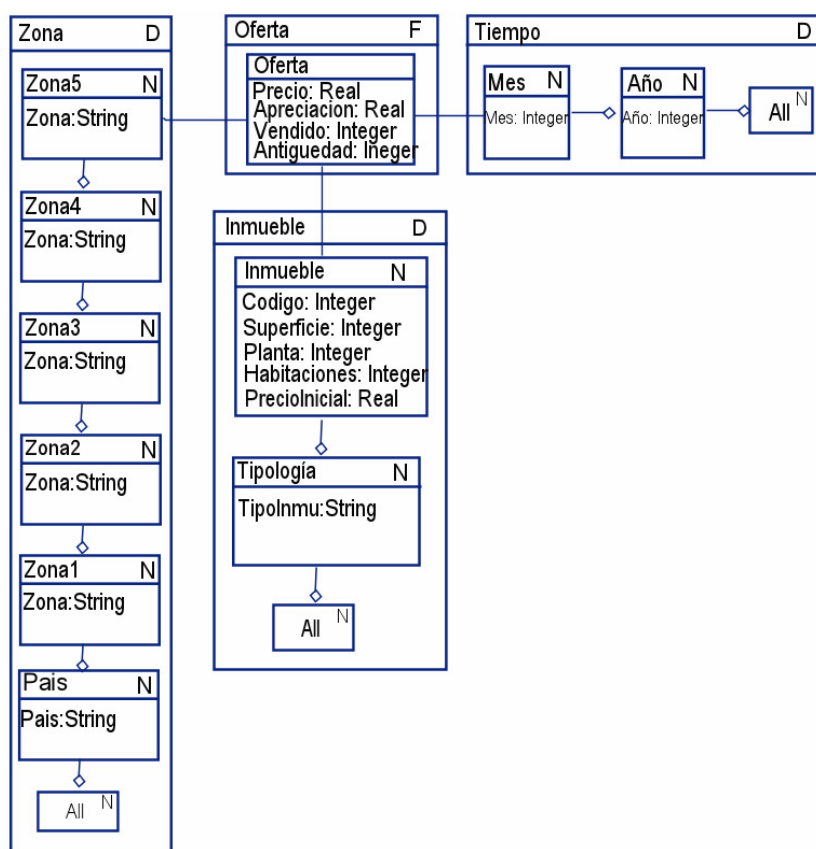 Zona D
Zona5 N
Zona:String
Zona4 N
Zona:String
Zona3 N
Zona:String
Zona2 N
Zona:String
Zona1 N
Zona:String
Pais N
Pais:String
All N
Oferta F
Oferta
Precio: Real
Apreciacion: Real
Vendido: Integer
Antiguedad: Ineger
Inmueble D
Inmueble N
Codigo: Integer
Superficie: Integer
Planta: Integer
Habitaciones: Integer
PrecioInicial: Real
Tipología N
TipoInmu:String
All N
Tiempo D
Mes N
Mes: Integer
Año N
Año: Integer
All N